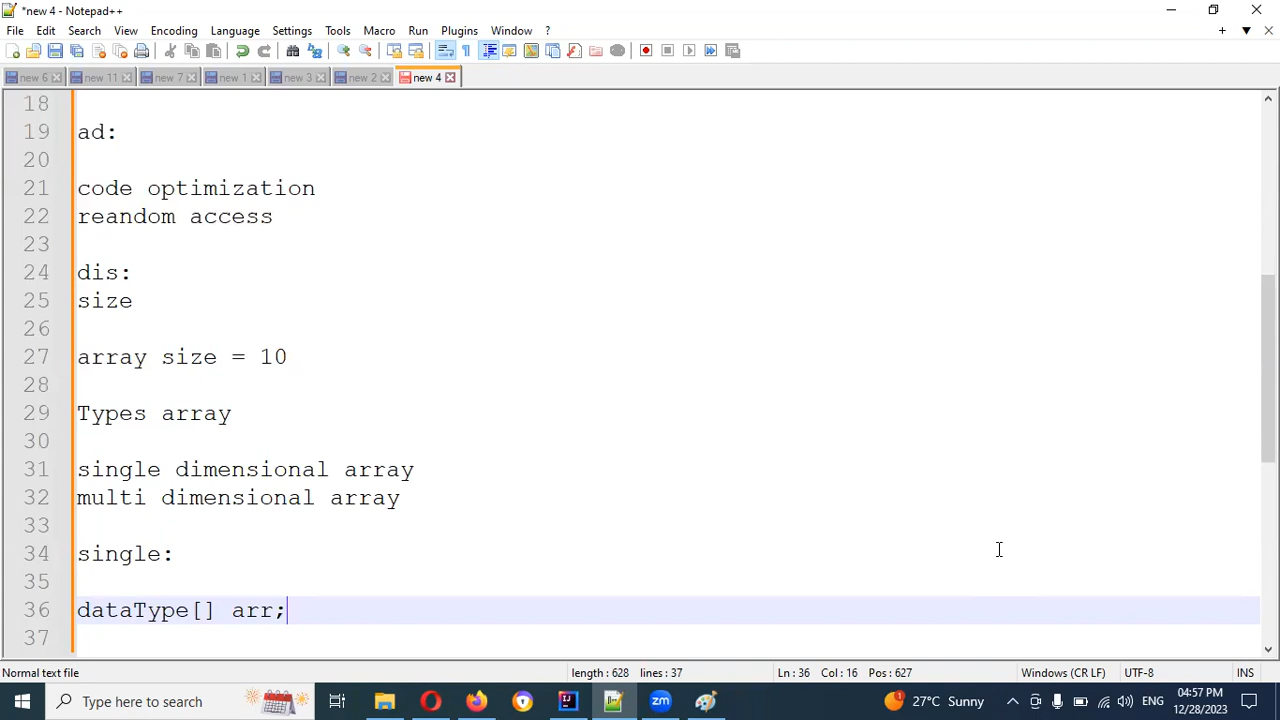 *new 4 - Notepad++
File Edit Search View Encoding Language Settings Tools Macro Run Plugins Window ?
new 6 new 11 new 7 new 1 new 3 new 2 new 4
18
19 ad:
20
21 code optimization
22 reandom access
23
24 dis:
25 size
26
27 array size = 10
28
29 Types array
30
31 single dimensional array
32 multi dimensional array
33
34 single:
35
36 dataType[] arr;
37
Normal text file length : 628 lines : 37 Ln : 36 Col : 16 Pos : 627 Windows (CR LF) UTF-8 INS
Type here to search zm 1 27°C Sunny ENG 04:57 PM
12/28/2023